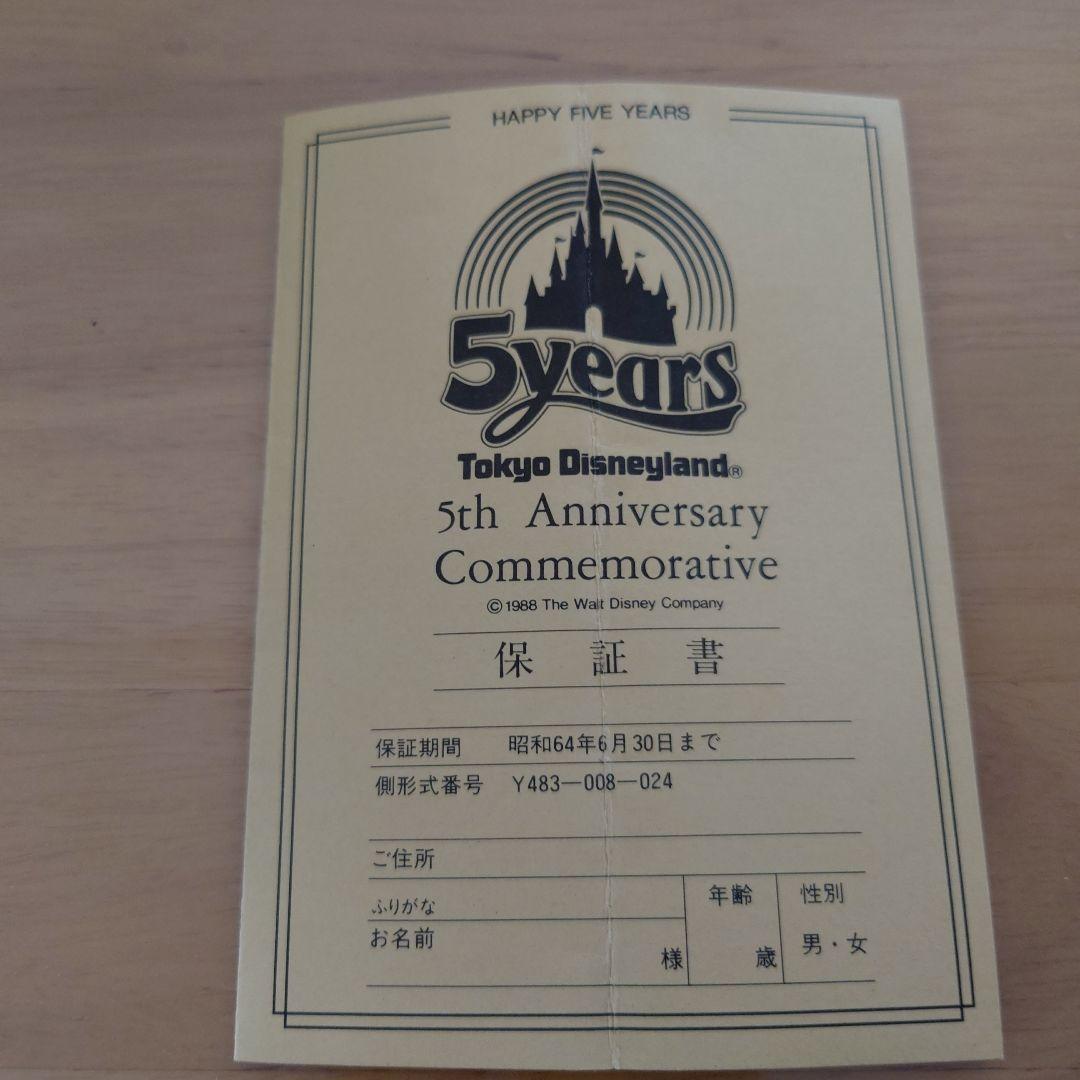 HAPPY FIVE YEARS
5years
Tokyo Disneyland®
5th Anniversary
Commemorative
©1988 The Walt Disney Company
保証書
保証期間 昭和64年6月30日まで
側形式番号 Y483—008—024
ご住所
ふりがな
お名前 様
年齢 歳
性別 男・女